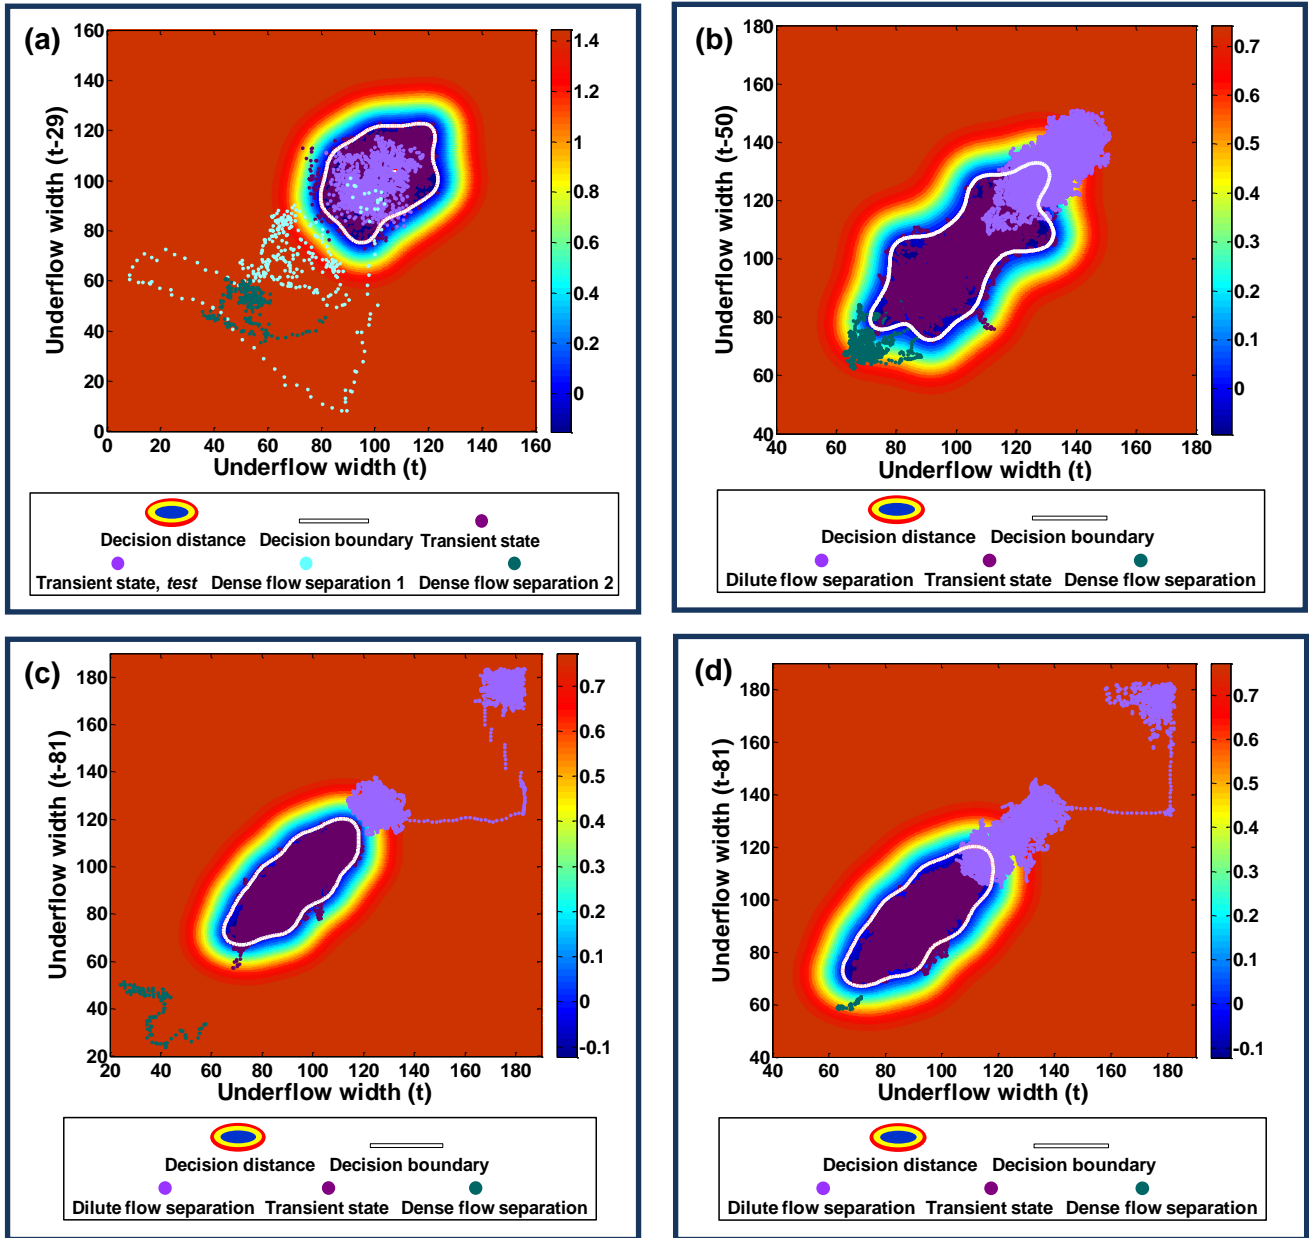 (a)
160
140
120
100
80
60
40
20
0
0 20 40 60 80 100 120 140 160
Underflow width (t-29)
Underflow width (t)
1.4
1.2
1
0.8
0.6
0.4
0.2
0
Decision distance Decision boundary Transient state
Transient state, test Dense flow separation 1 Dense flow separation 2
(b)
180
160
140
120
100
80
60
40
40 60 80 100 120 140 160 180
Underflow width (t-50)
Underflow width (t)
0.7
0.6
0.5
0.4
0.3
0.2
0.1
0
Decision distance Decision boundary
Dilute flow separation Transient state Dense flow separation
(c)
180
160
140
120
100
80
60
40
20
20 40 60 80 100 120 140 160 180
Underflow width (t-81)
Underflow width (t)
0.7
0.6
0.5
0.4
0.3
0.2
0.1
0
-0.1
Decision distance Decision boundary
Dilute flow separation Transient state Dense flow separation
(d)
180
160
140
120
100
80
60
40
40 60 80 100 120 140 160 180
Underflow width (t-81)
Underflow width (t)
0.7
0.6
0.5
0.4
0.3
0.2
0.1
0
-0.1
Decision distance Decision boundary
Dilute flow separation Transient state Dense flow separation